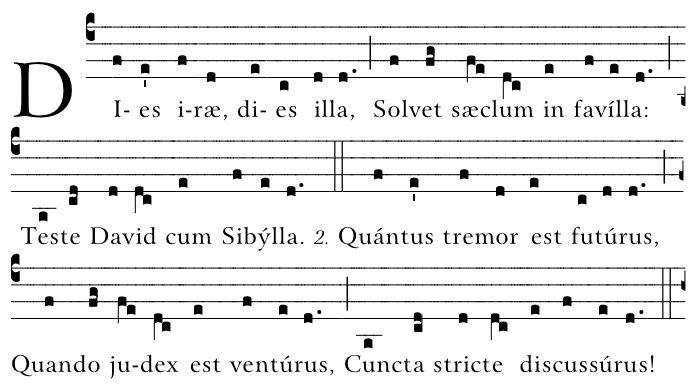 DI-es i-ræ, di-es illa, Solvet sæclum in favílla:
Teste David cum Sibýlla. 2. Quántus tremor est futúrus,
Quando ju-dex est ventúrus, Cuncta stricte discussúrus!